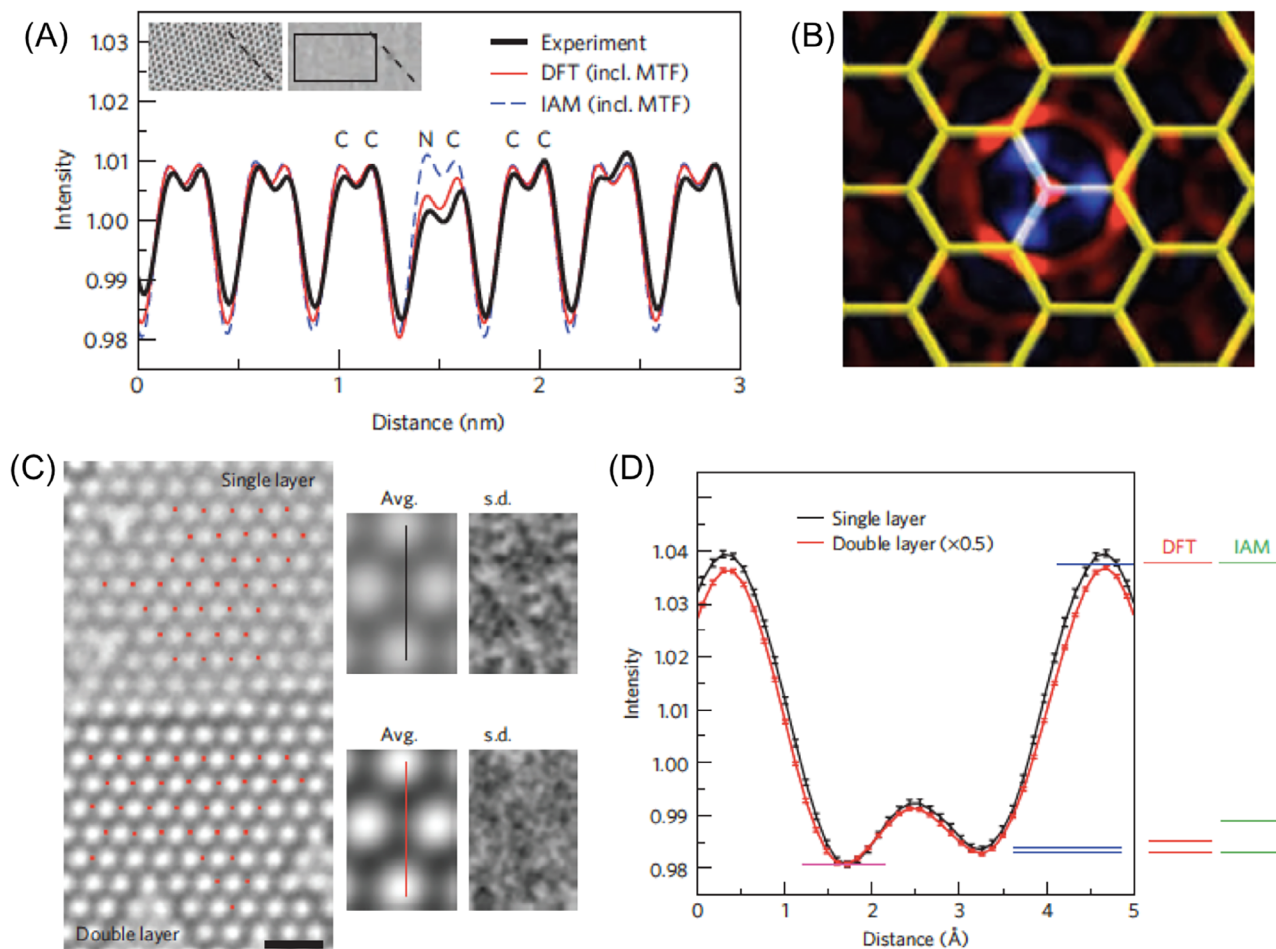 (A)
1.03
1.02
1.01
1.00
0.99
0.98
Intensity
Experiment
DFT (incl. MTF)
IAM (incl. MTF)
C C N C C C
0 1 2 3
Distance (nm)
(B)
(C)
Single layer
Double layer
Avg. s.d.
Avg. s.d.
(D)
Single layer
Double layer (×0.5)
DFT IAM
1.04
1.03
1.02
1.01
1.00
0.99
0.98
Intensity
0 1 2 3 4 5
Distance (Å)